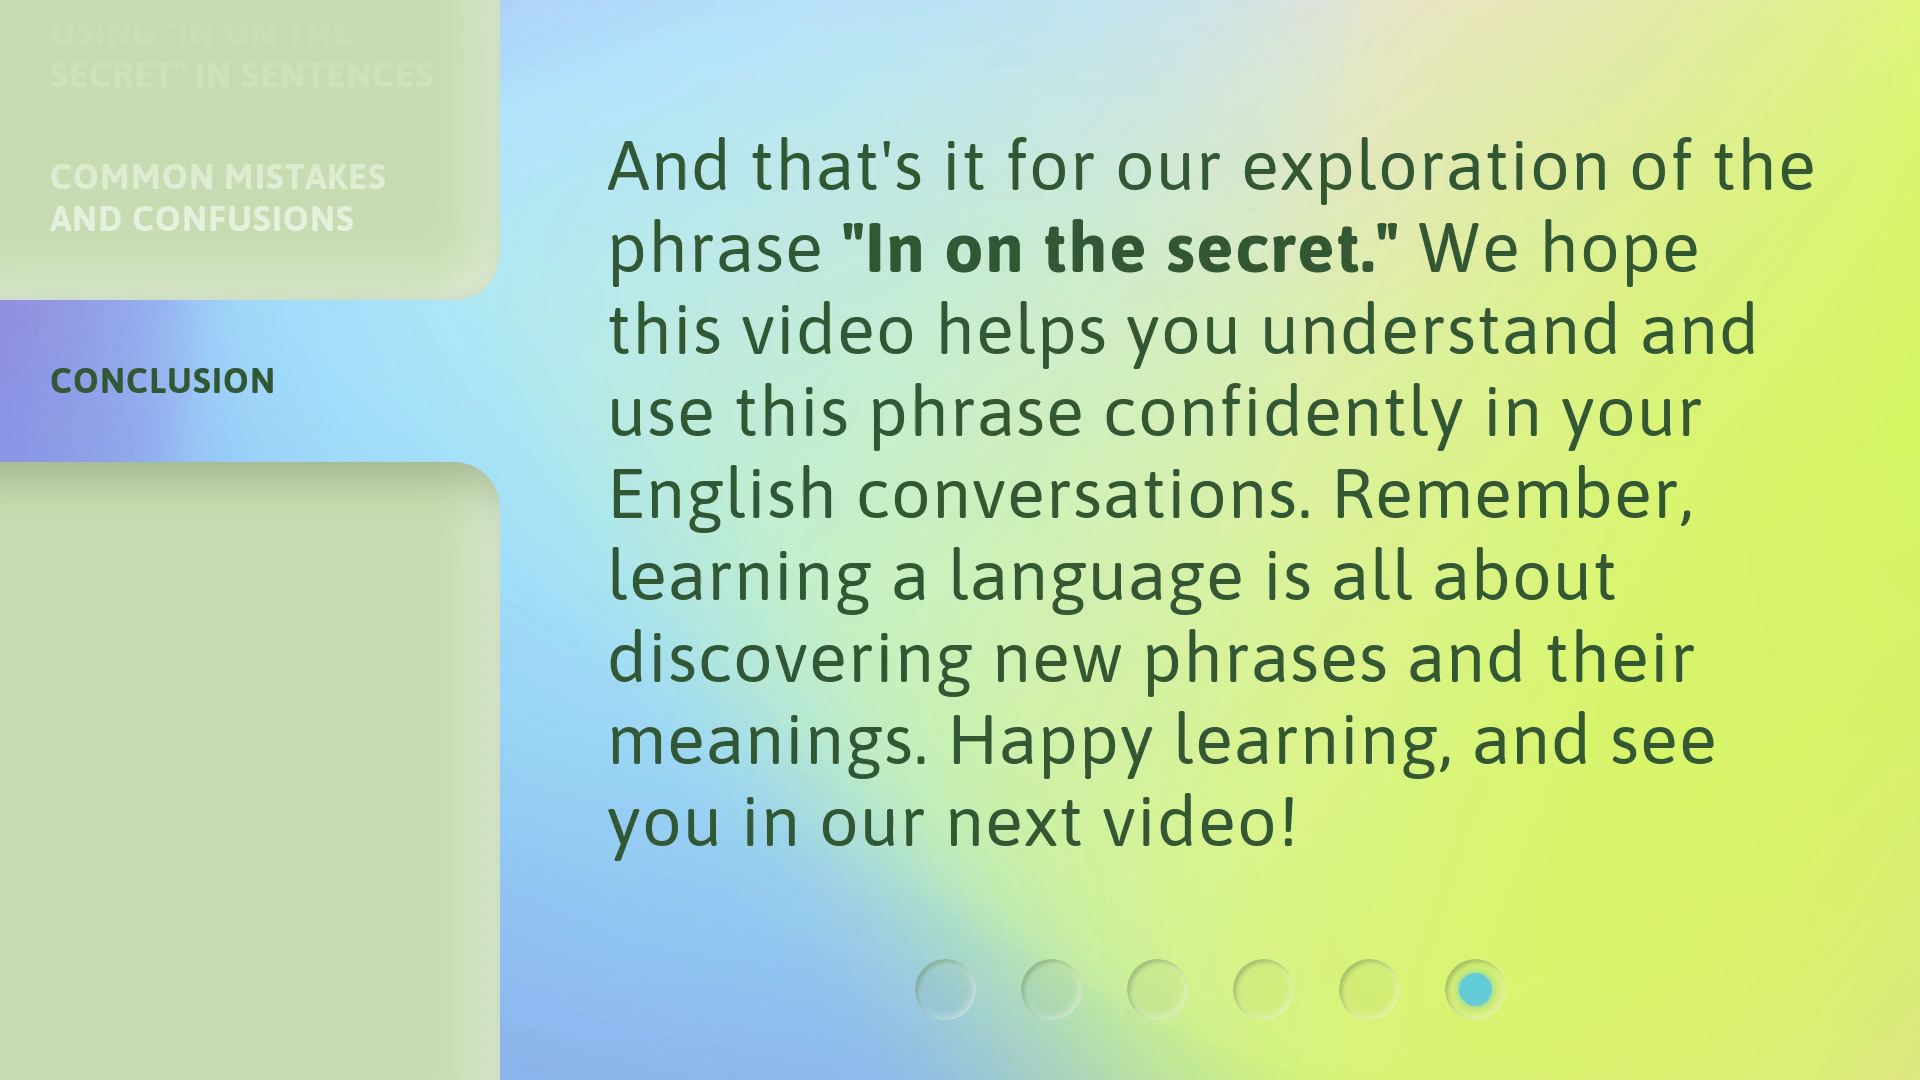 USING "IN ON THE
SECRET" IN SENTENCES
COMMON MISTAKES
AND CONFUSIONS
CONCLUSION
And that's it for our exploration of the
phrase "In on the secret." We hope
this video helps you understand and
use this phrase confidently in your
English conversations. Remember,
learning a language is all about
discovering new phrases and their
meanings. Happy learning, and see
you in our next video!